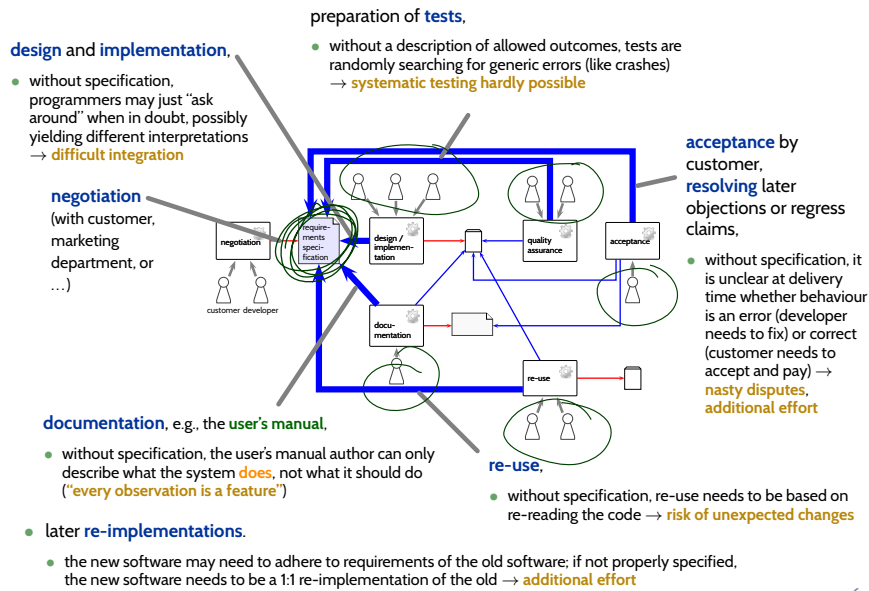 preparation of tests,
• without a description of allowed outcomes, tests are
randomly searching for generic errors (like crashes)
→ systematic testing hardly possible
design and implementation,
• without specification,
programmers may just “ask
around” when in doubt, possibly
yielding different interpretations
→ difficult integration
negotiation
(with customer,
marketing
department, or
...)
acceptance by
customer,
resolving later
objections or regress
claims,
• without specification, it
is unclear at delivery
time whether behaviour
is an error (developer
needs to fix) or correct
(customer needs to
accept and pay) →
nasty disputes,
additional effort
negotiation
customer developer
require-
ments
speci-
fication
design /
implemen-
tation
quality
assurance
acceptance
docu-
mentation
re-use
documentation, e.g., the user's manual,
• without specification, the user's manual author can only
describe what the system does, not what it should do
(“every observation is a feature”)
re-use,
• without specification, re-use needs to be based on
re-reading the code → risk of unexpected changes
• later re-implementations.
• the new software may need to adhere to requirements of the old software; if not properly specified,
the new software needs to be a 1:1 re-implementation of the old → additional effort